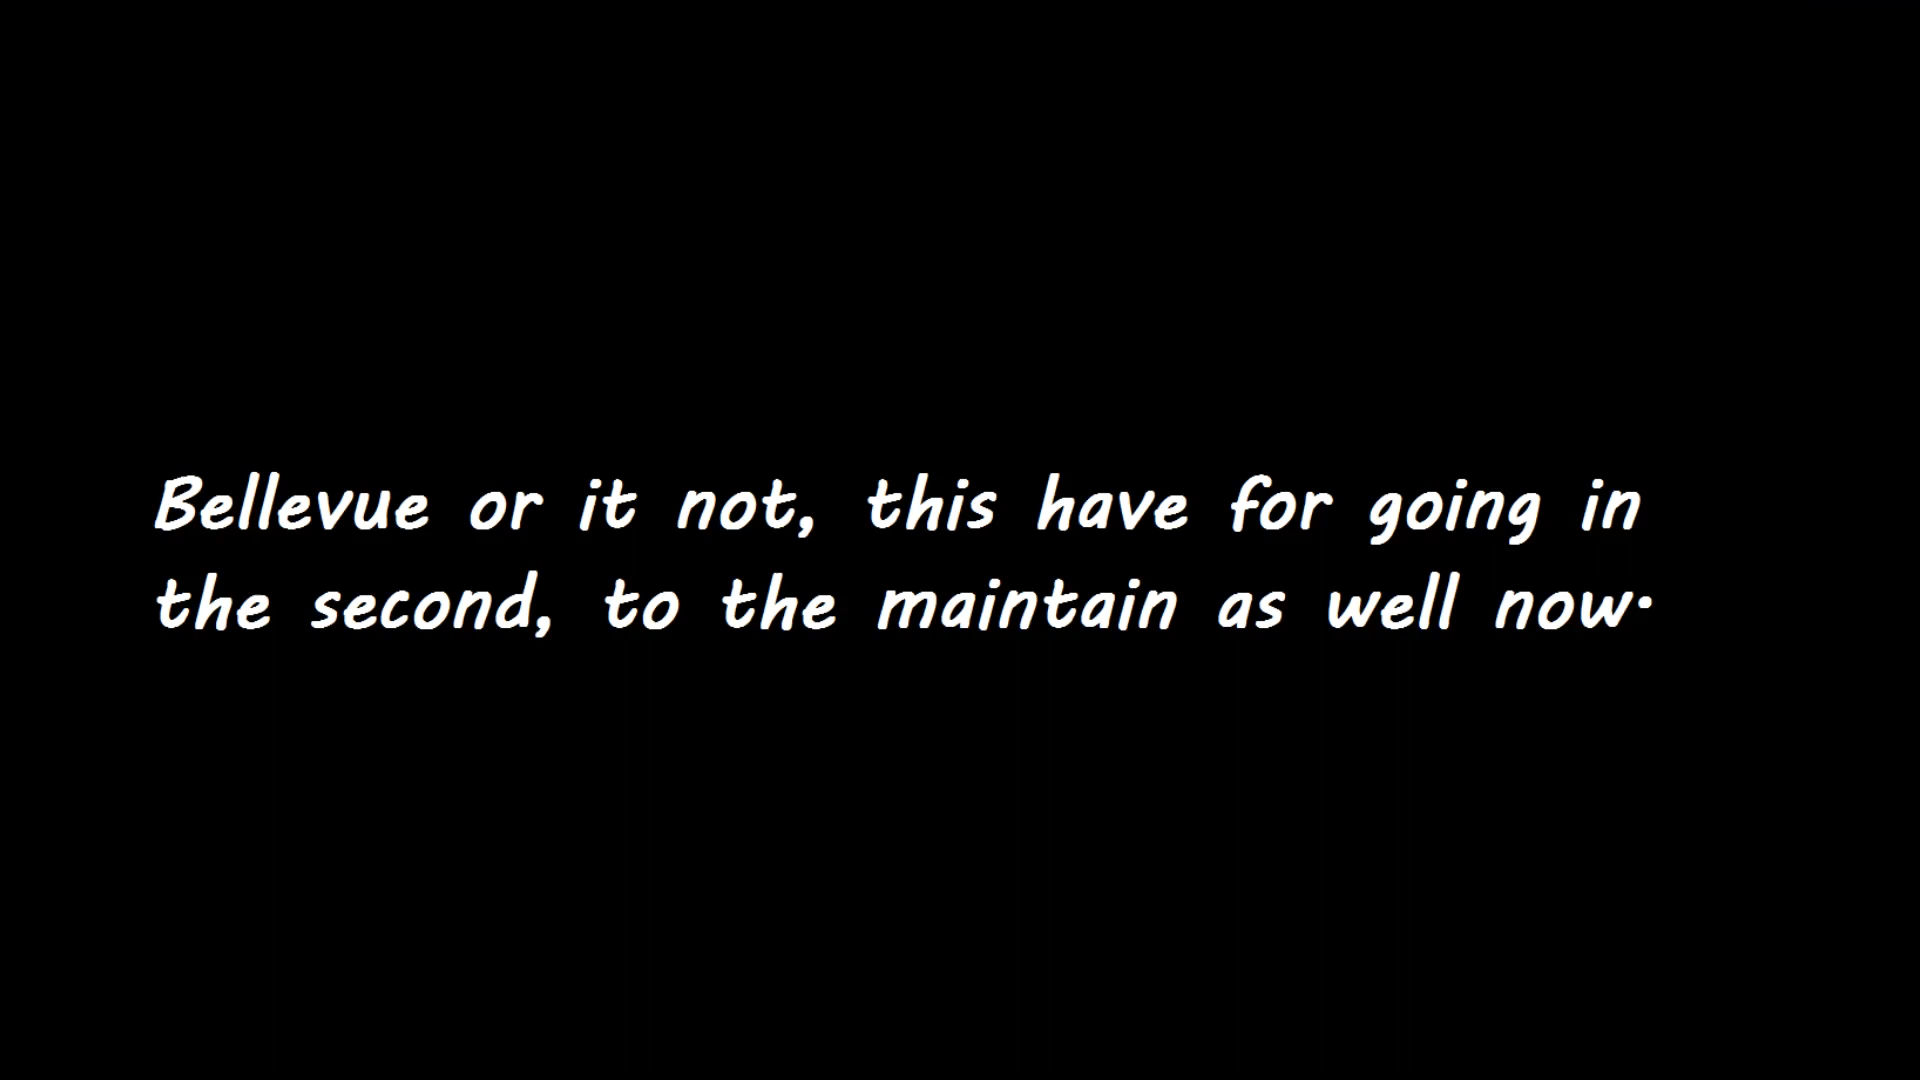 Bellevue or it not, this have for going in
the second, to the maintain as well now.